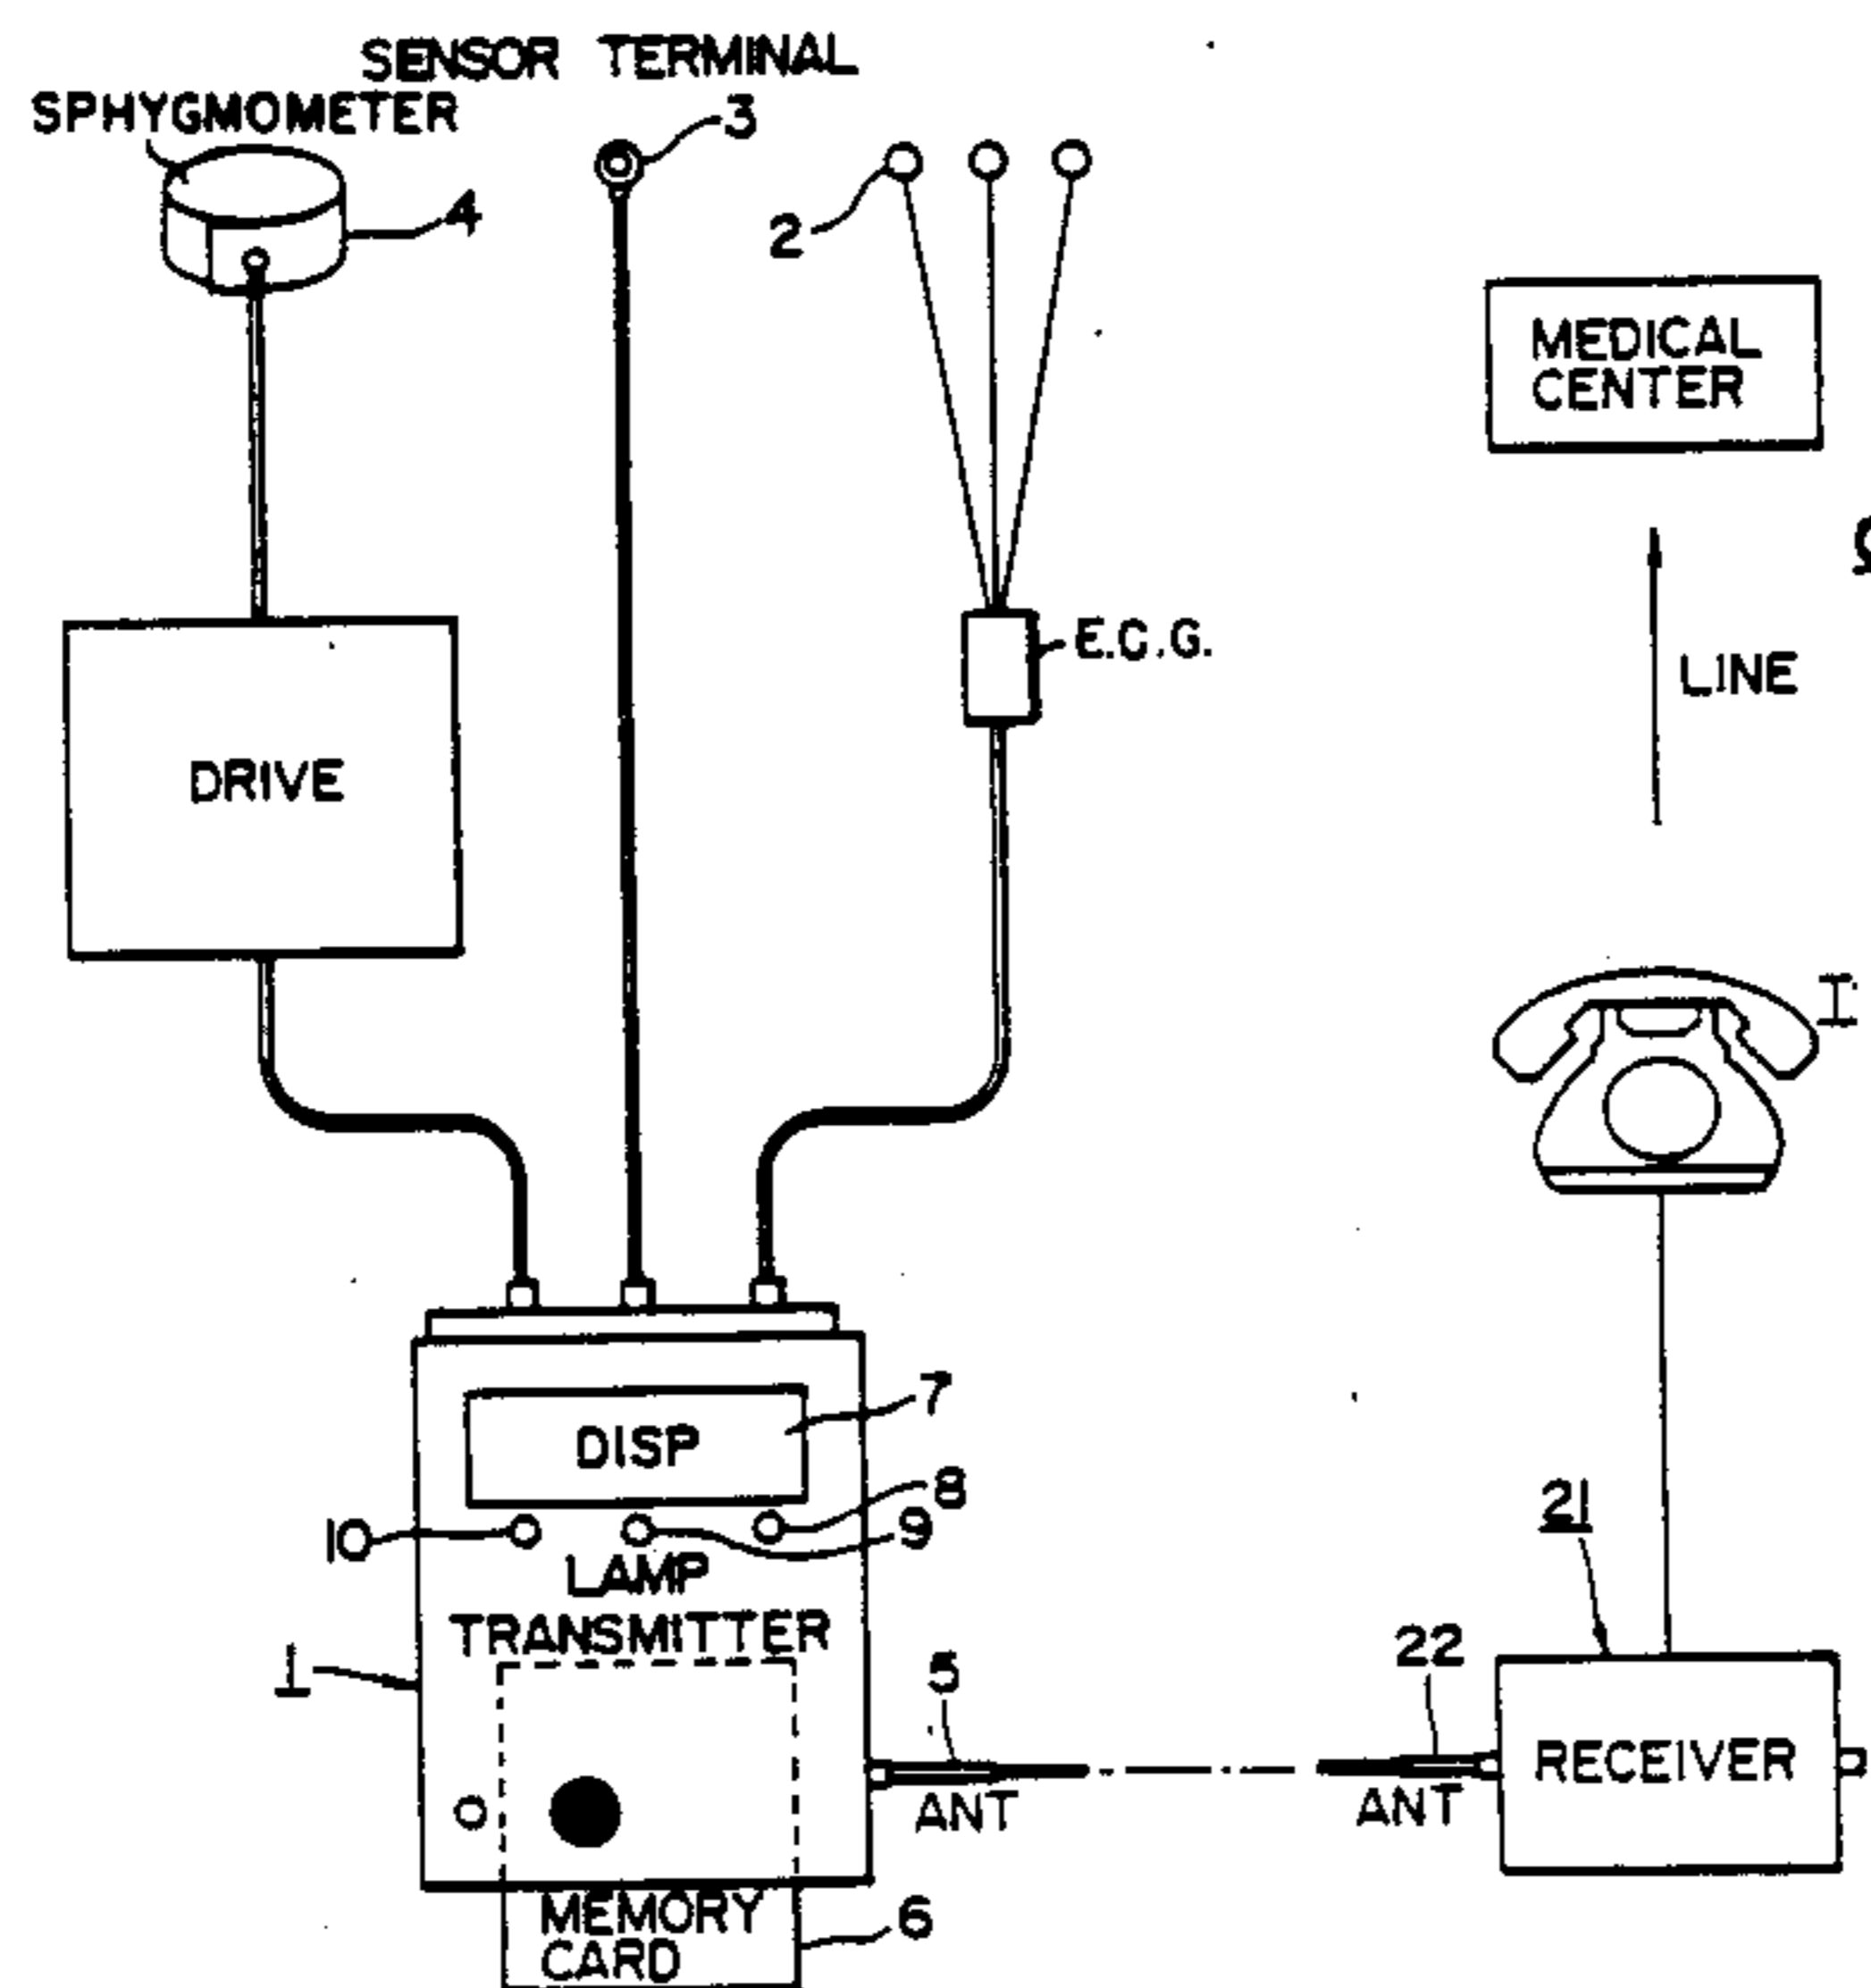 SENSOR TERMINAL
SPHYGMOMETER
3
4
2
MEDICAL
CENTER
E.C.G.
LINE
DRIVE
I
7
DISP
8
10
9
LAMP
21
TRANSMITTER
1
5
22
RECEIVER
ANT
ANT
MEMORY
CARD
6